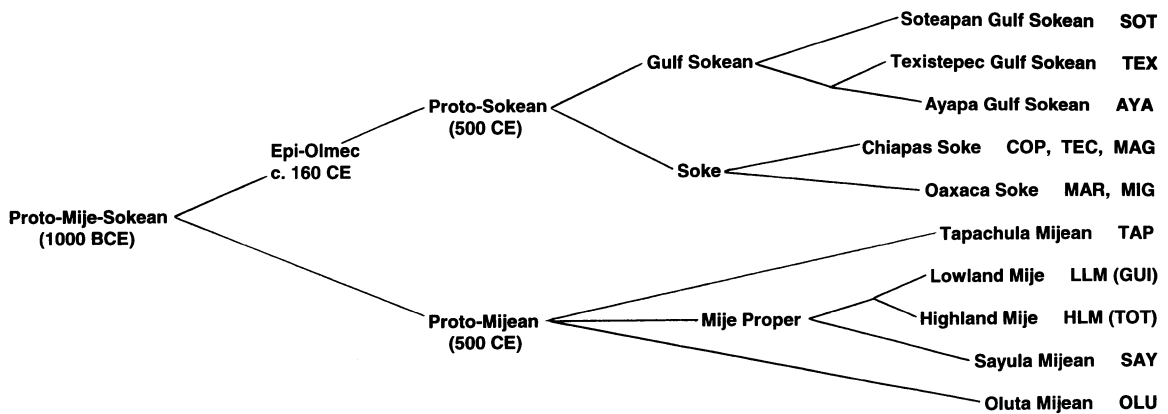 Soteapan Gulf Sokean SOT
Gulf Sokean
Texistepec Gulf Sokean TEX
Ayapa Gulf Sokean AYA
Proto-Sokean
(500 CE)
Epi-Olmec
c. 160 CE
Chiapas Soke COP, TEC, MAG
Soke
Oaxaca Soke MAR, MIG
Proto-Mije-Sokean
(1000 BCE)
Tapachula Mijean TAP
Lowland Mije LLM (GUI)
Proto-Mijean
(500 CE)
Mije Proper
Highland Mije HLM (TOT)
Sayula Mijean SAY
Oluta Mijean OLU